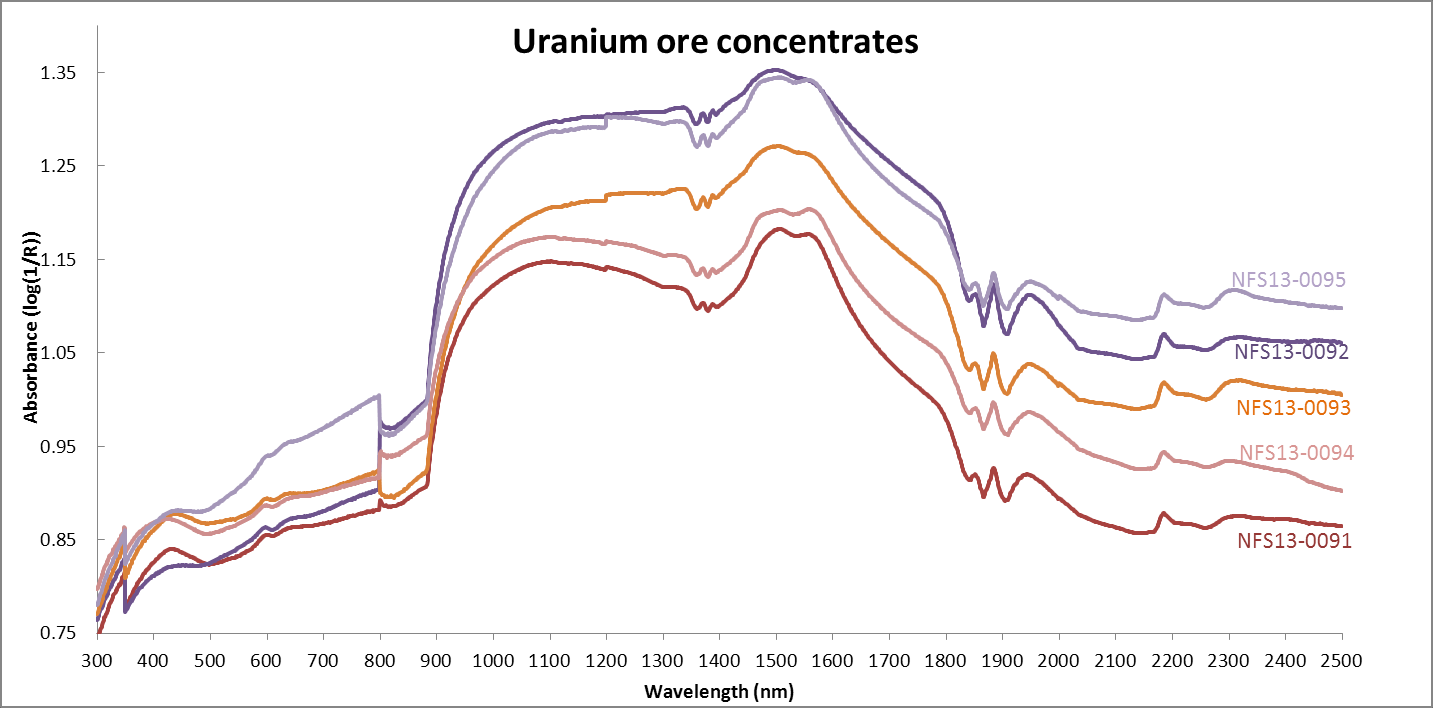 Uranium ore concentrates
Absorbance (log(1/R))
1.35
1.25
1.15
1.05
0.95
0.85
0.75
NFS13-0095
NFS13-0092
NFS13-0093
NFS13-0094
NFS13-0091
300 400 500 600 700 800 900 1000 1100 1200 1300 1400 1500 1600 1700 1800 1900 2000 2100 2200 2300 2400 2500
Wavelength (nm)